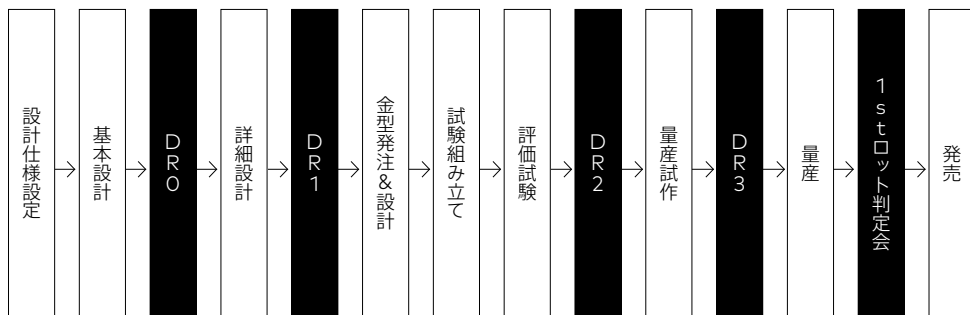 設計仕様設定
基本設計
DR0
詳細設計
DR1
金型発注&設計
試験組み立て
評価試験
DR2
量産試作
DR3
量産
1stロット判定会
発売